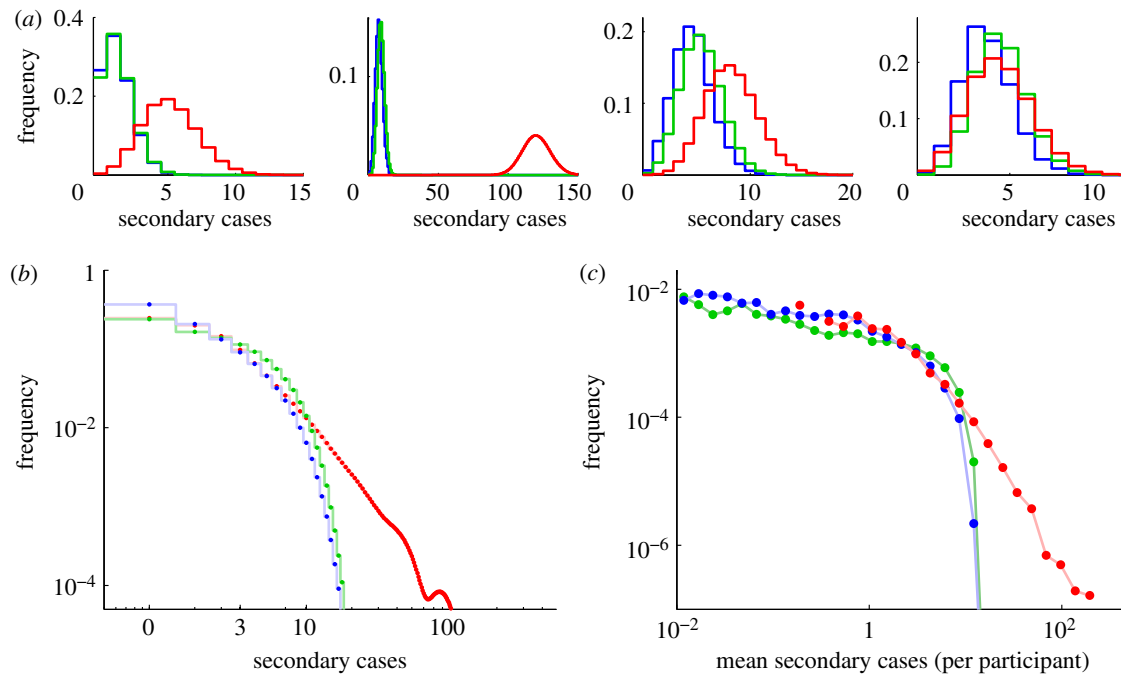 (a)
frequency
0.4
0.2
5
10
15
secondary cases
0.1
0
50
100
150
secondary cases
0.2
0.1
0
10
20
secondary cases
0.2
0.1
0
5
10
secondary cases
(b)
frequency
1
10⁻²
10⁻⁴
0
3
10
100
secondary cases
(c)
frequency
10⁻²
10⁻⁴
10⁻⁶
10⁻²
1
10²
mean secondary cases (per participant)